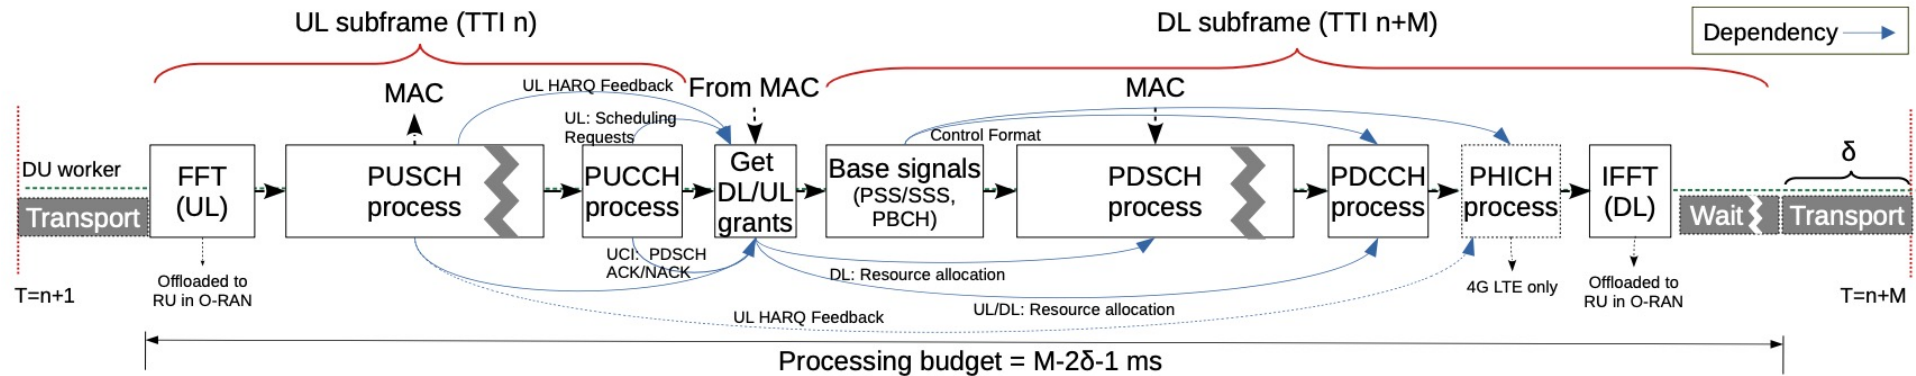 UL subframe (TTI n)
DL subframe (TTI n+M)
Dependency
MAC
UL HARQ Feedback
From MAC
MAC
UL: Scheduling
Requests
Control Format
DU worker
Transport
FFT
(UL)
PUSCH
process
PUCCH
process
Get
DL/UL
grants
Base signals
(PSS/SSS,
PBCH)
PDSCH
process
PDCCH
process
PHICH
process
IFFT
(DL)
δ
Wait
Transport
UCI: PDSCH
ACK/NACK
DL: Resource allocation
UL/DL: Resource allocation
UL HARQ Feedback
Offloaded to
RU in O-RAN
4G LTE only
Offloaded to
RU in O-RAN
T=n+1
T=n+M
Processing budget = M-2δ-1 ms